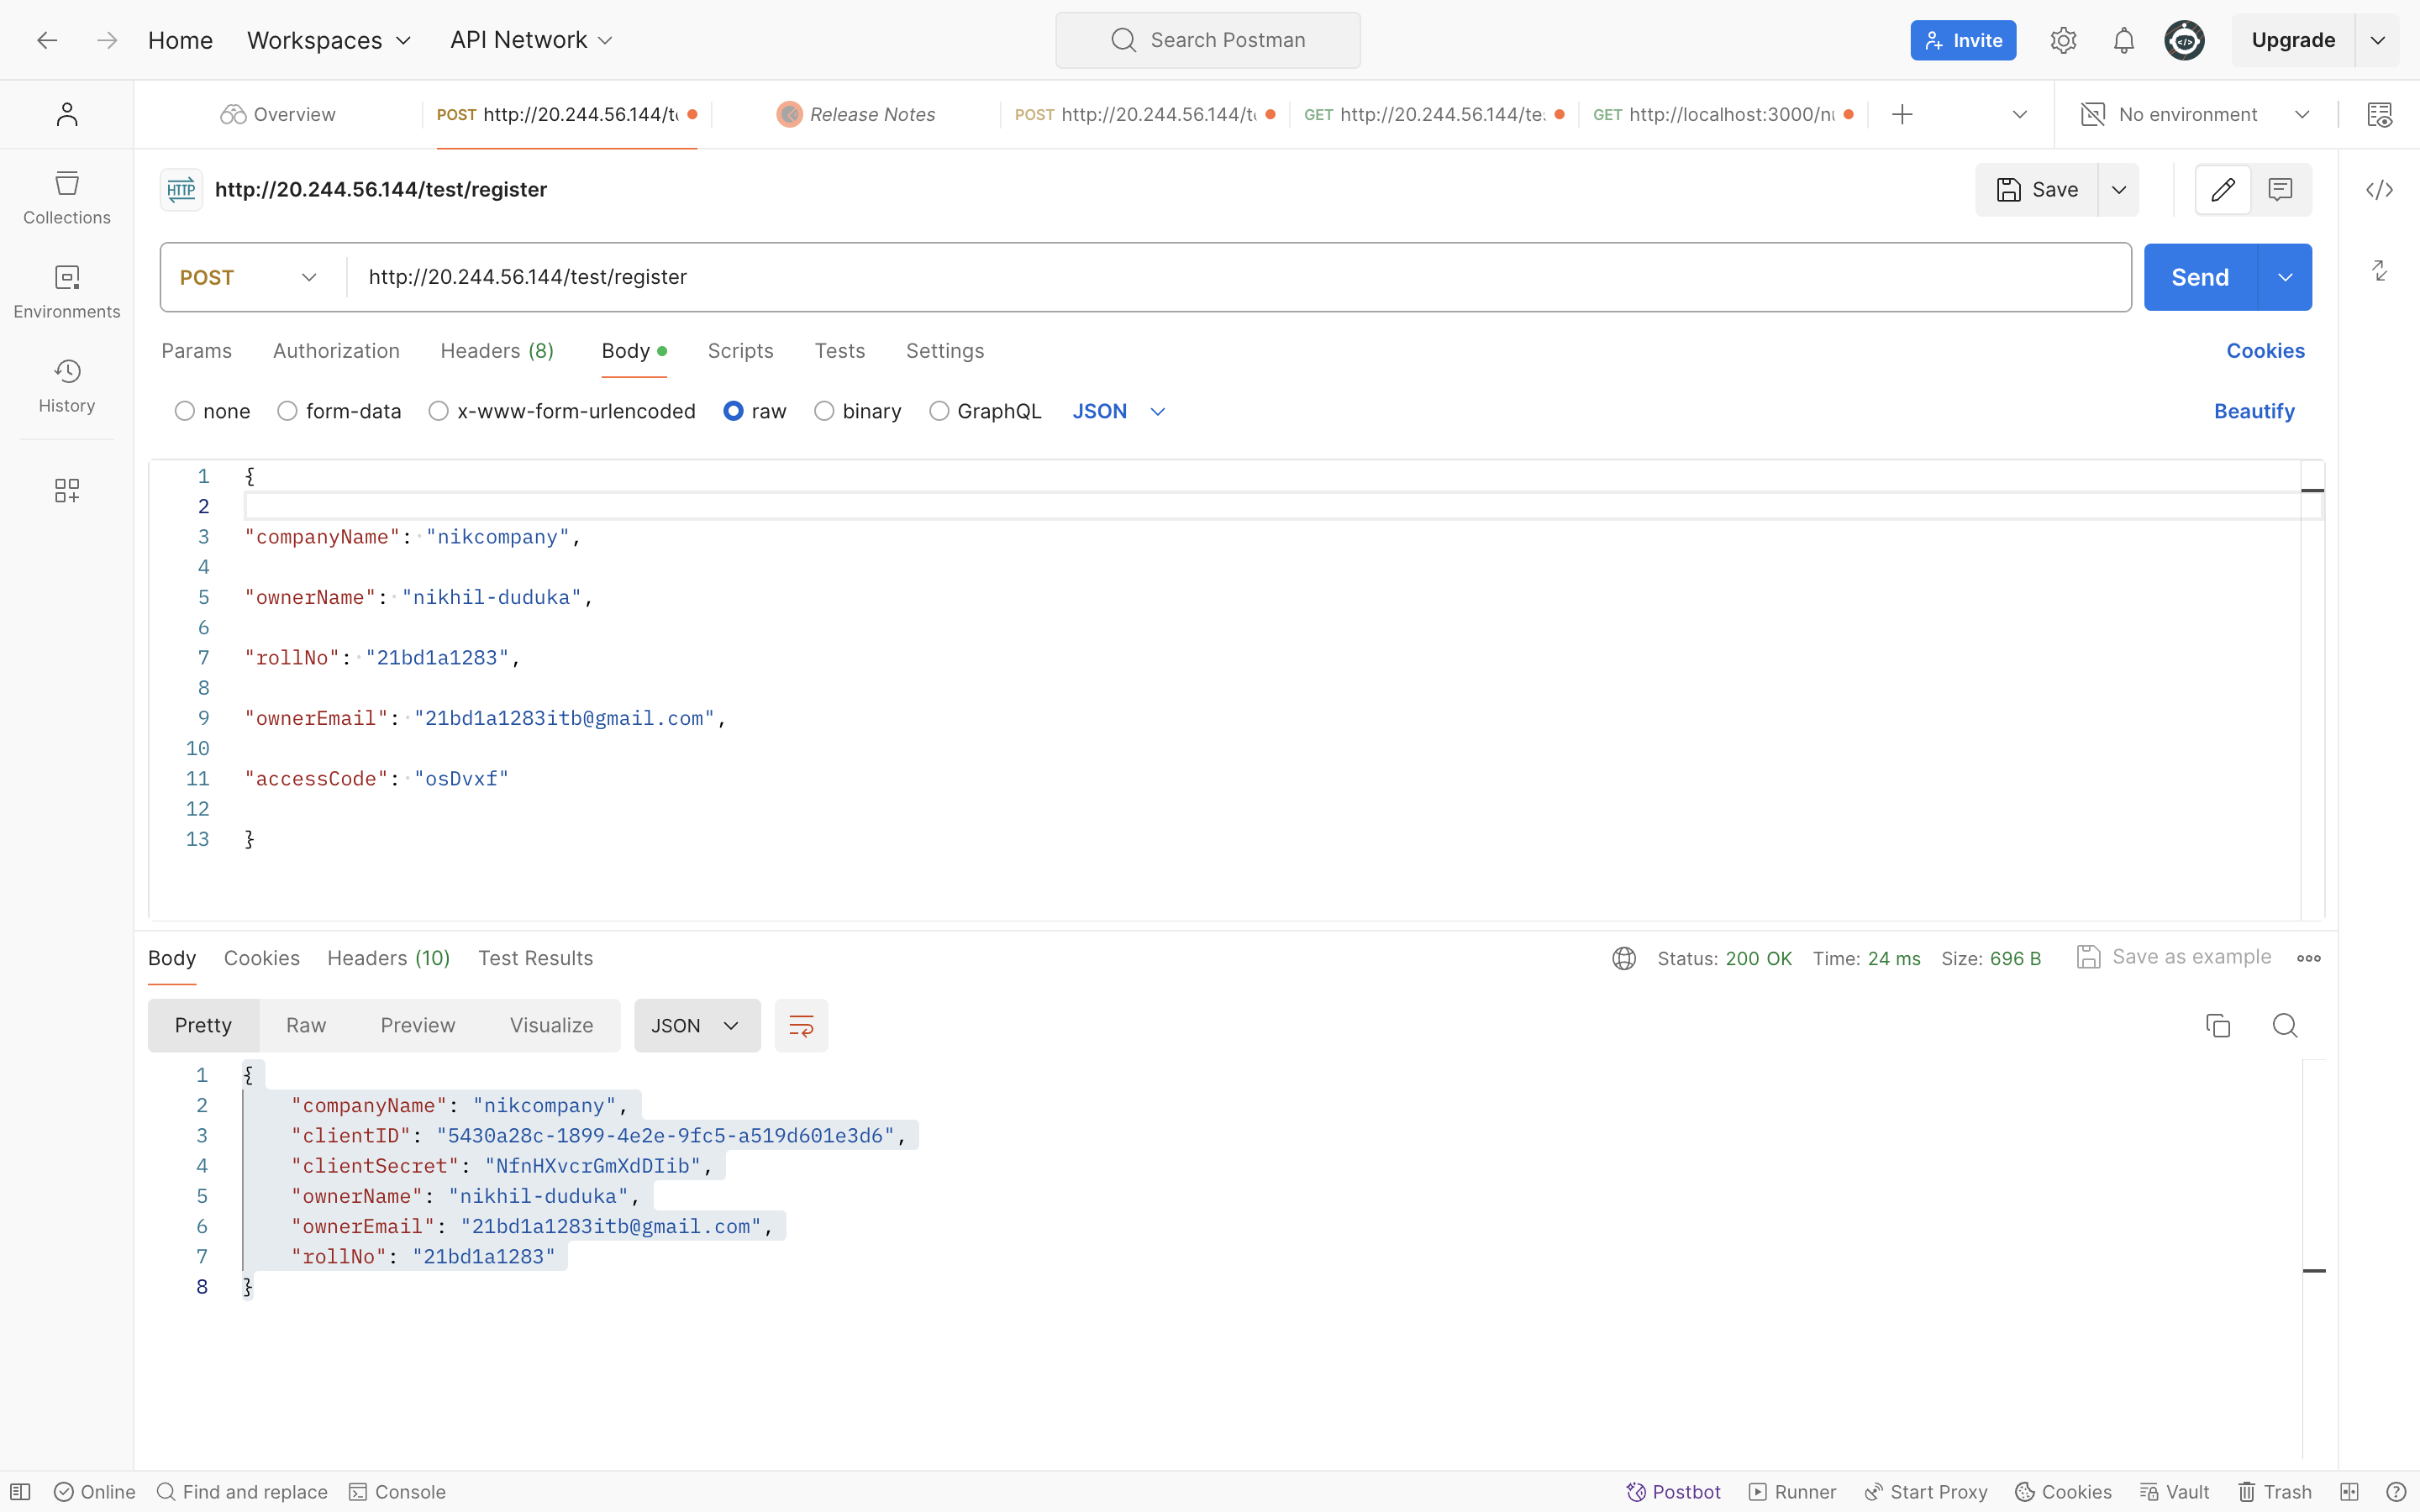 Home Workspaces API Network Search Postman Invite Upgrade
Overview POST http://20.244.56.144/t Release Notes POST http://20.244.56.144/t GET http://20.244.56.144/te GET http://localhost:3000/n No environment
HTTP http://20.244.56.144/test/register Save
Collections
POST http://20.244.56.144/test/register Send
Environments
Params Authorization Headers (8) Body Scripts Tests Settings Cookies
History
none form-data x-www-form-urlencoded raw binary GraphQL JSON Beautify
1 {
2
3 "companyName": "nikcompany",
4
5 "ownerName": "nikhil-duduka",
6
7 "rollNo": "21bd1a1283",
8
9 "ownerEmail": "21bd1a1283itb@gmail.com",
10
11 "accessCode": "osDvxf"
12
13 }
Body Cookies Headers (10) Test Results Status: 200 OK Time: 24 ms Size: 696 B Save as example
Pretty Raw Preview Visualize JSON
1 {
2 "companyName": "nikcompany",
3 "clientID": "5430a28c-1899-4e2e-9fc5-a519d601e3d6",
4 "clientSecret": "NfnHXvcrGmXdDIib",
5 "ownerName": "nikhil-duduka",
6 "ownerEmail": "21bd1a1283itb@gmail.com",
7 "rollNo": "21bd1a1283"
8 }
Online Find and replace Console Postbot Runner Start Proxy Cookies Vault Trash